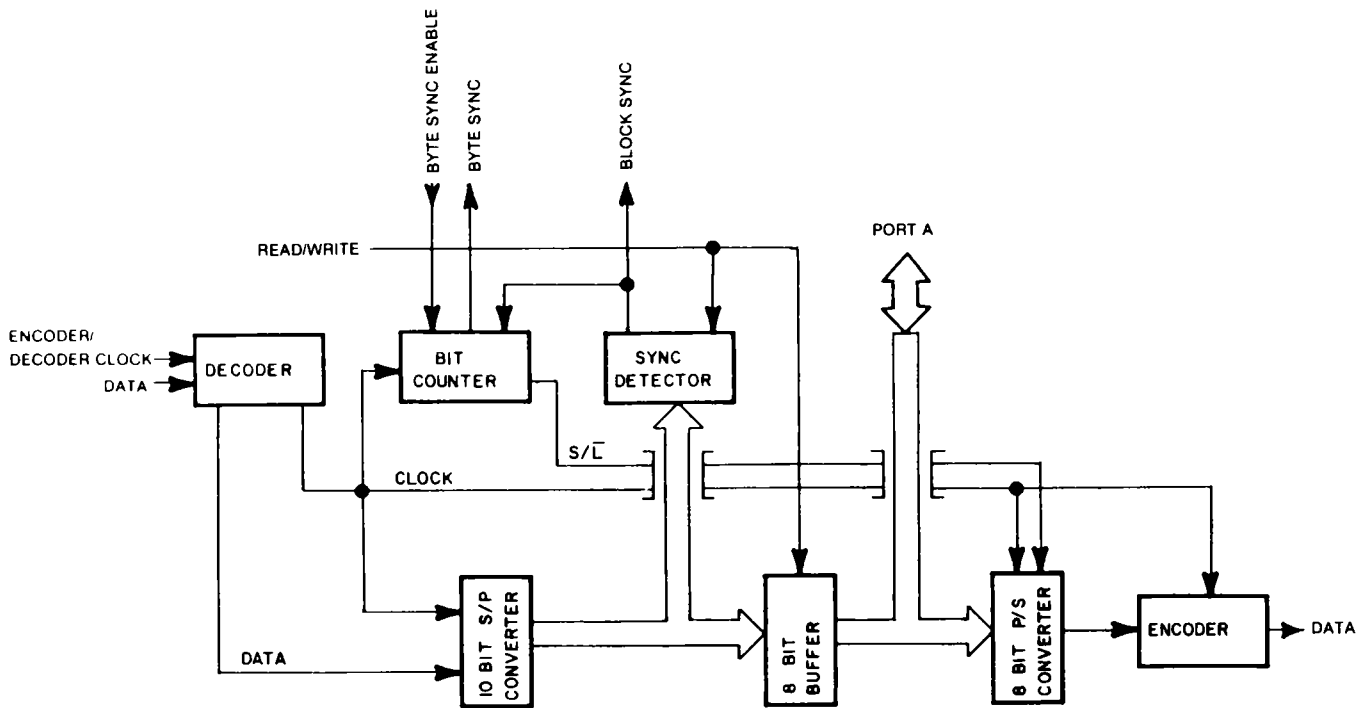 BYTE SYNC ENABLE
BYTE SYNC
BLOCK SYNC
PORT A
READ/WRITE
ENCODER/
DECODER CLOCK
DATA
DECODER
BIT
COUNTER
SYNC
DETECTOR
S/L̅
CLOCK
DATA
10 BIT S/P
CONVERTER
8 BIT
BUFFER
8 BIT P/S
CONVERTER
ENCODER
DATA